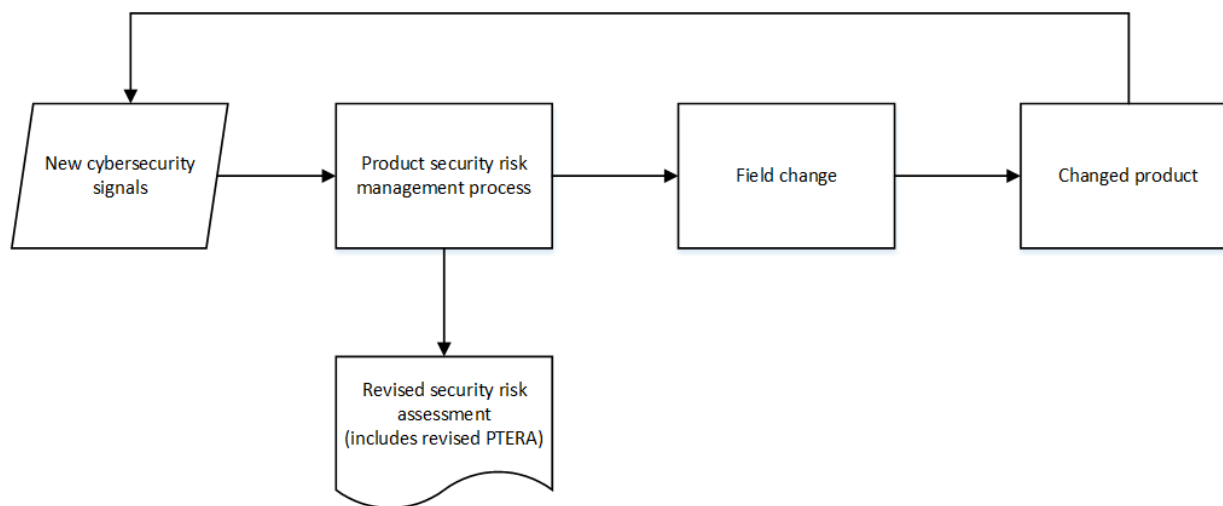 New cybersecurity
signals
Product security risk
management process
Field change
Changed product
Revised security risk
assessment
(includes revised PTERA)